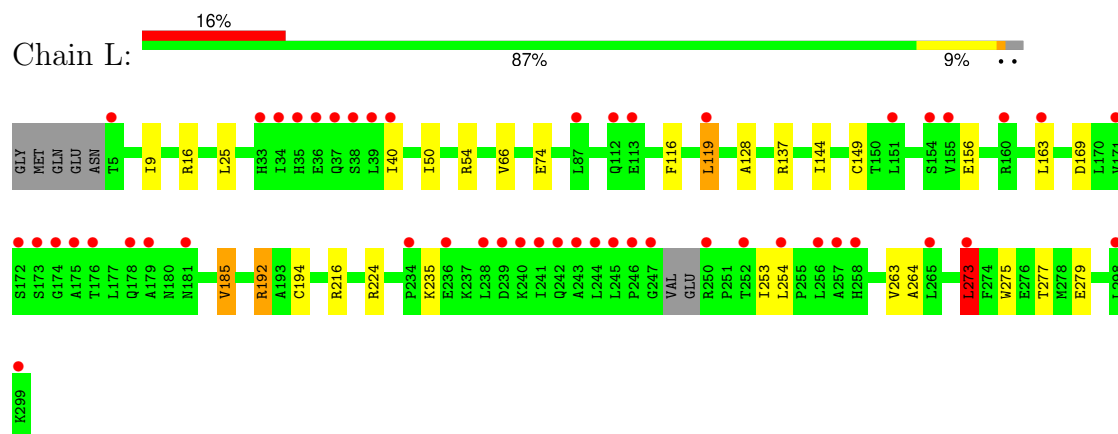 16%
Chain L:
87% 9% • •
GLY MET GLN GLU ASN T5 I9 R16 L25 H33 I34 H35 E36 Q37 S38 L39 I40 I50 R54 V66 E74 L87 Q112 E113 F116 L119 A128 R137 I144 C149 T150 L151 S154 V155 E156 R160 L163 D169 L170 V171
S172 S173 G174 A175 T176 L177 Q178 A179 N180 N181 V185 R192 A193 C194 R216 R224 P234 K235 E236 K237 L238 D239 K240 I241 Q242 A243 L244 L245 P246 G247 VAL GLU R250 P251 T252 I253 L254 P255 L256 A257 H258 V263 A264 L265 L273 F274 W275 E276 T277 M278 E279 L298
K299